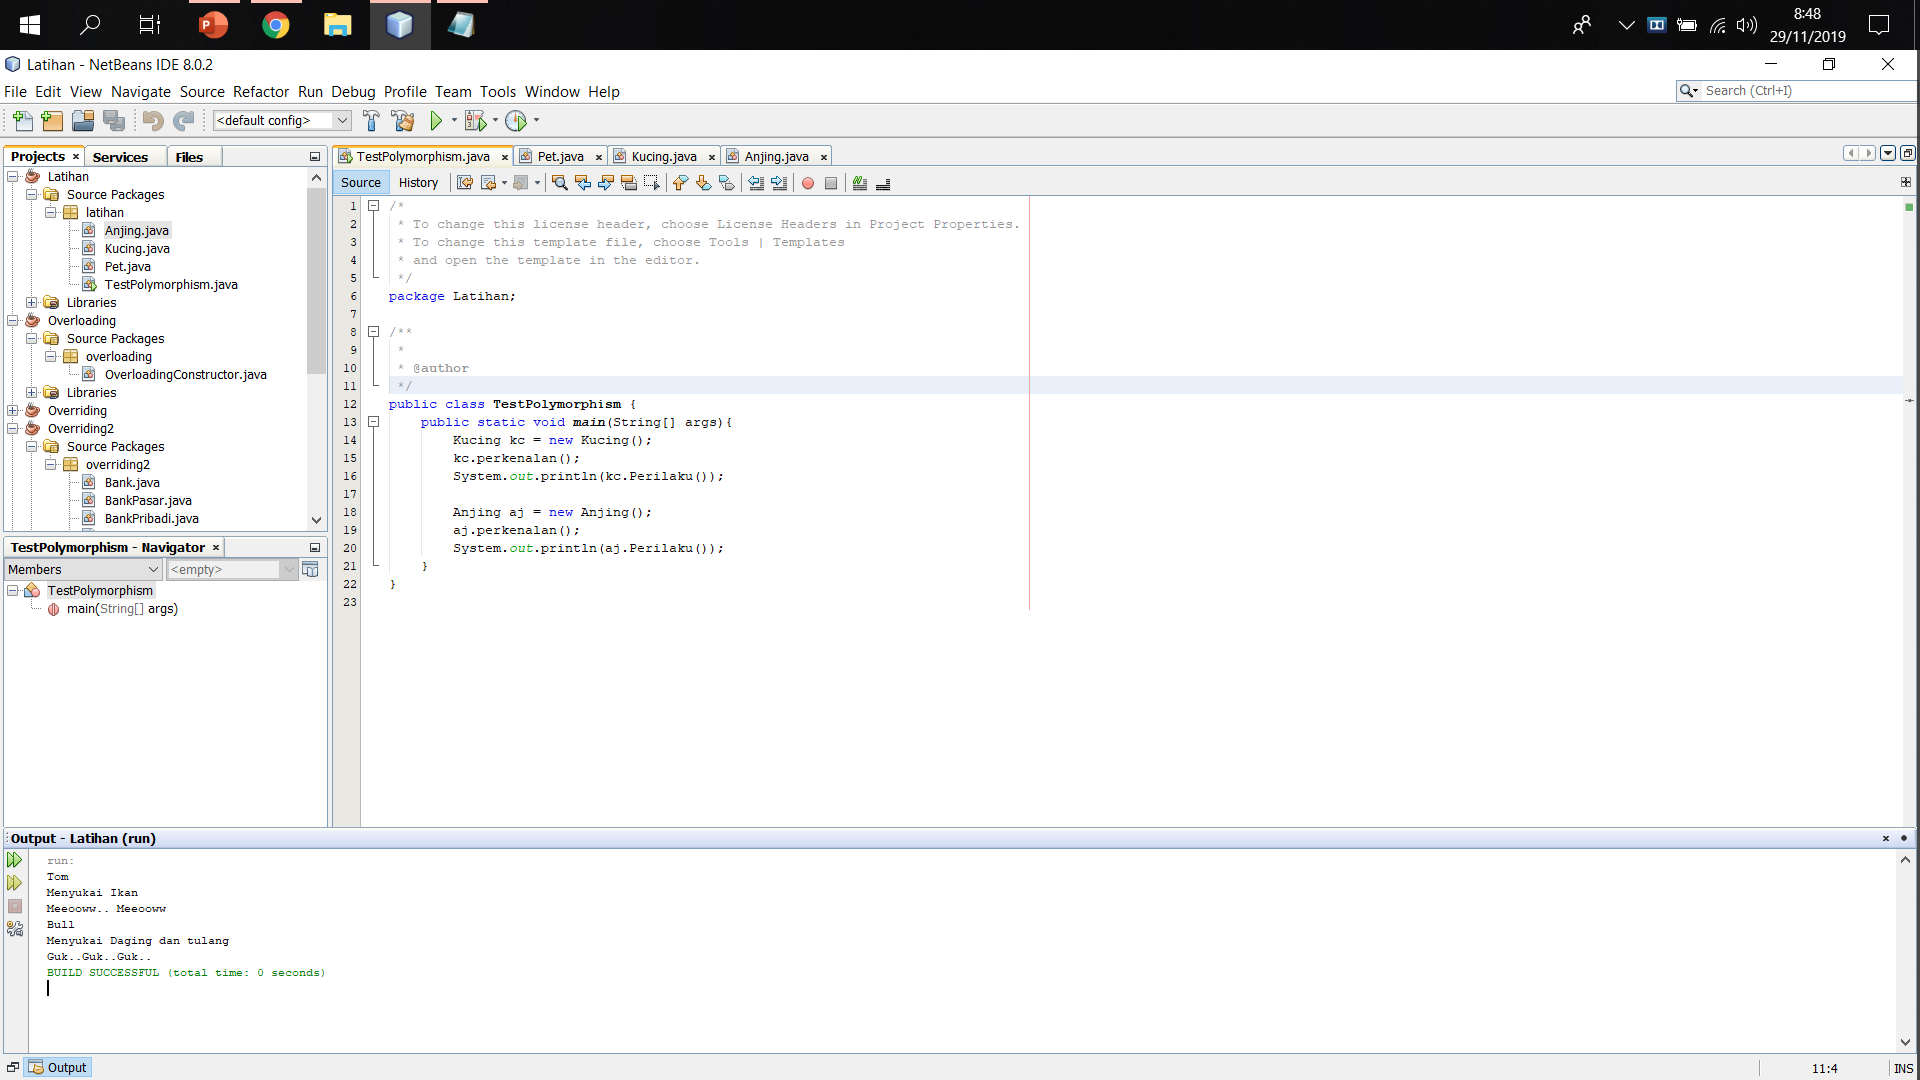 8:48
29/11/2019
Latihan - NetBeans IDE 8.0.2
File Edit View Navigate Source Refactor Run Debug Profile Team Tools Window Help
Search (Ctrl+I)
<default config>
Projects Services Files
Latihan
Source Packages
latihan
Anjing.java
Kucing.java
Pet.java
TestPolymorphism.java
Libraries
Overloading
Source Packages
overloading
OverloadingConstructor.java
Libraries
Overriding
Overriding2
Source Packages
overriding2
Bank.java
BankPasar.java
BankPribadi.java
TestPolymorphism - Navigator
Members <empty>
TestPolymorphism
main(String[] args)
TestPolymorphism.java Pet.java Kucing.java Anjing.java
Source History
1 /*
2 * To change this license header, choose License Headers in Project Properties.
3 * To change this template file, choose Tools | Templates
4 * and open the template in the editor.
5 */
6 package Latihan;
7
8 /**
9 *
10 * @author
11 */
12 public class TestPolymorphism {
13 public static void main(String[] args){
14 Kucing kc = new Kucing();
15 kc.perkenalan();
16 System.out.println(kc.Perilaku());
17
18 Anjing aj = new Anjing();
19 aj.perkenalan();
20 System.out.println(aj.Perilaku());
21 }
22 }
23
Output - Latihan (run)
run:
Tom
Menyukai Ikan
Meeooww.. Meeooww
Bull
Menyukai Daging dan tulang
Guk..Guk..Guk..
BUILD SUCCESSFUL (total time: 0 seconds)
Output
11:4 INS